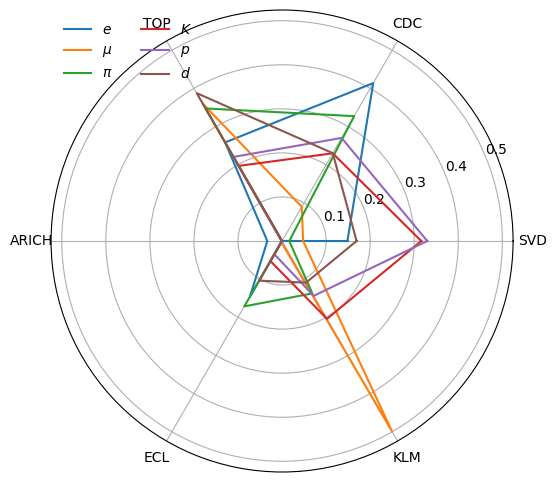 TOP
CDC
e K
μ p
π d
0.5
0.4
0.3
0.2
0.1
ARICH
SVD
ECL
KLM